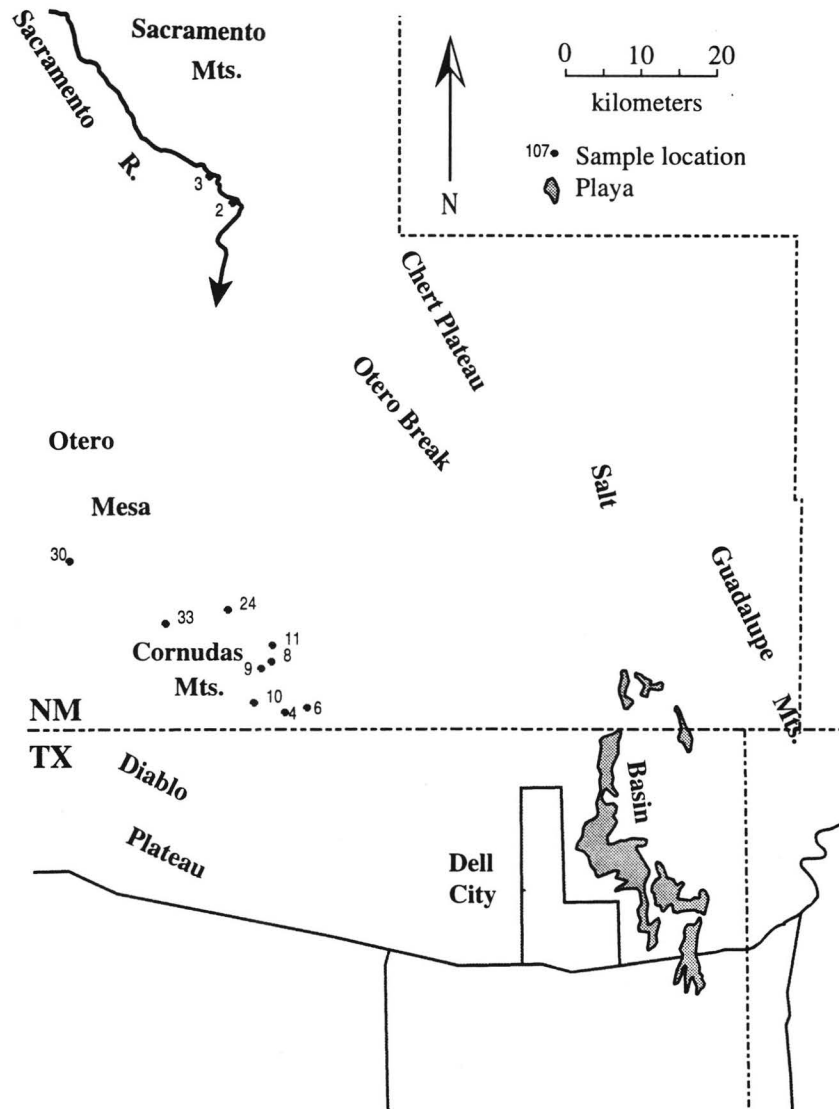 Sacramento
Mts.
Sacramento
R.
0 10 20
kilometers
107 Sample location
Playa
N
3
2
Chert Plateau
Otero Break
Otero
Mesa
Salt
Guadalupe
Mts.
30
24
33
11
8
Cornudas
9
Mts.
10
4
6
NM
TX
Diablo
Plateau
Basin
Dell
City